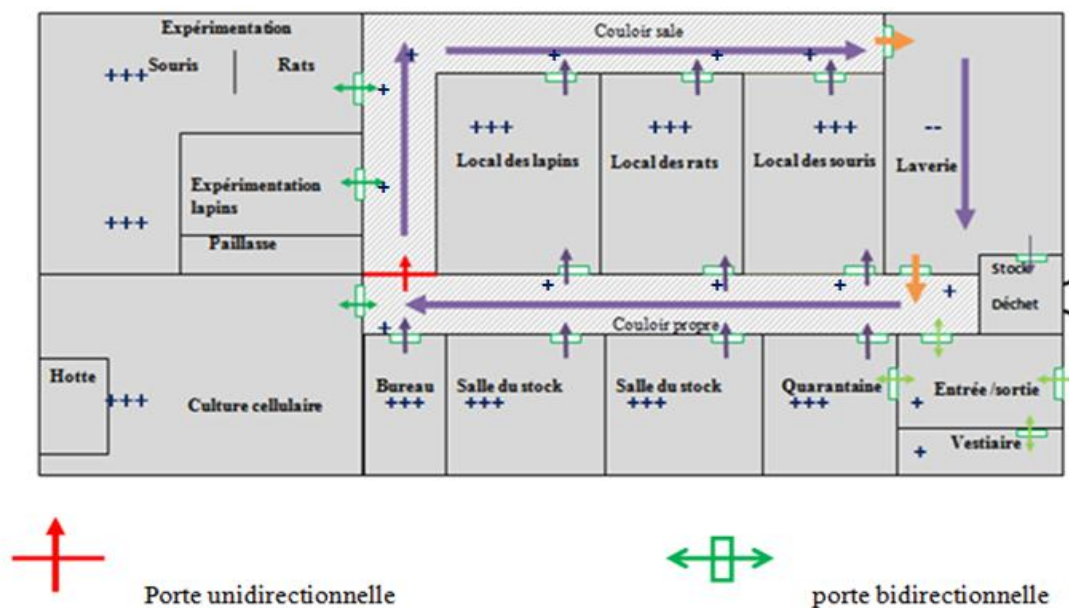 Expérimentation
Souris
Rats
Couloir sale
+++
+
+
+
+
+
+++
+++
+++
--
Local des lapins
Local des rats
Local des souris
Laverie
Expérimentation
lapins
+
+++
Paillasse
Stock
Déchet
+
+
+
+
+
Couloir propre
Hotte
+++
Culture cellulaire
Bureau
+++
Salle du stock
+++
Salle du stock
+++
Quarantaine
+++
Entrée /sortie
+
Vestiaire
+
Porte unidirectionnelle
porte bidirectionnelle